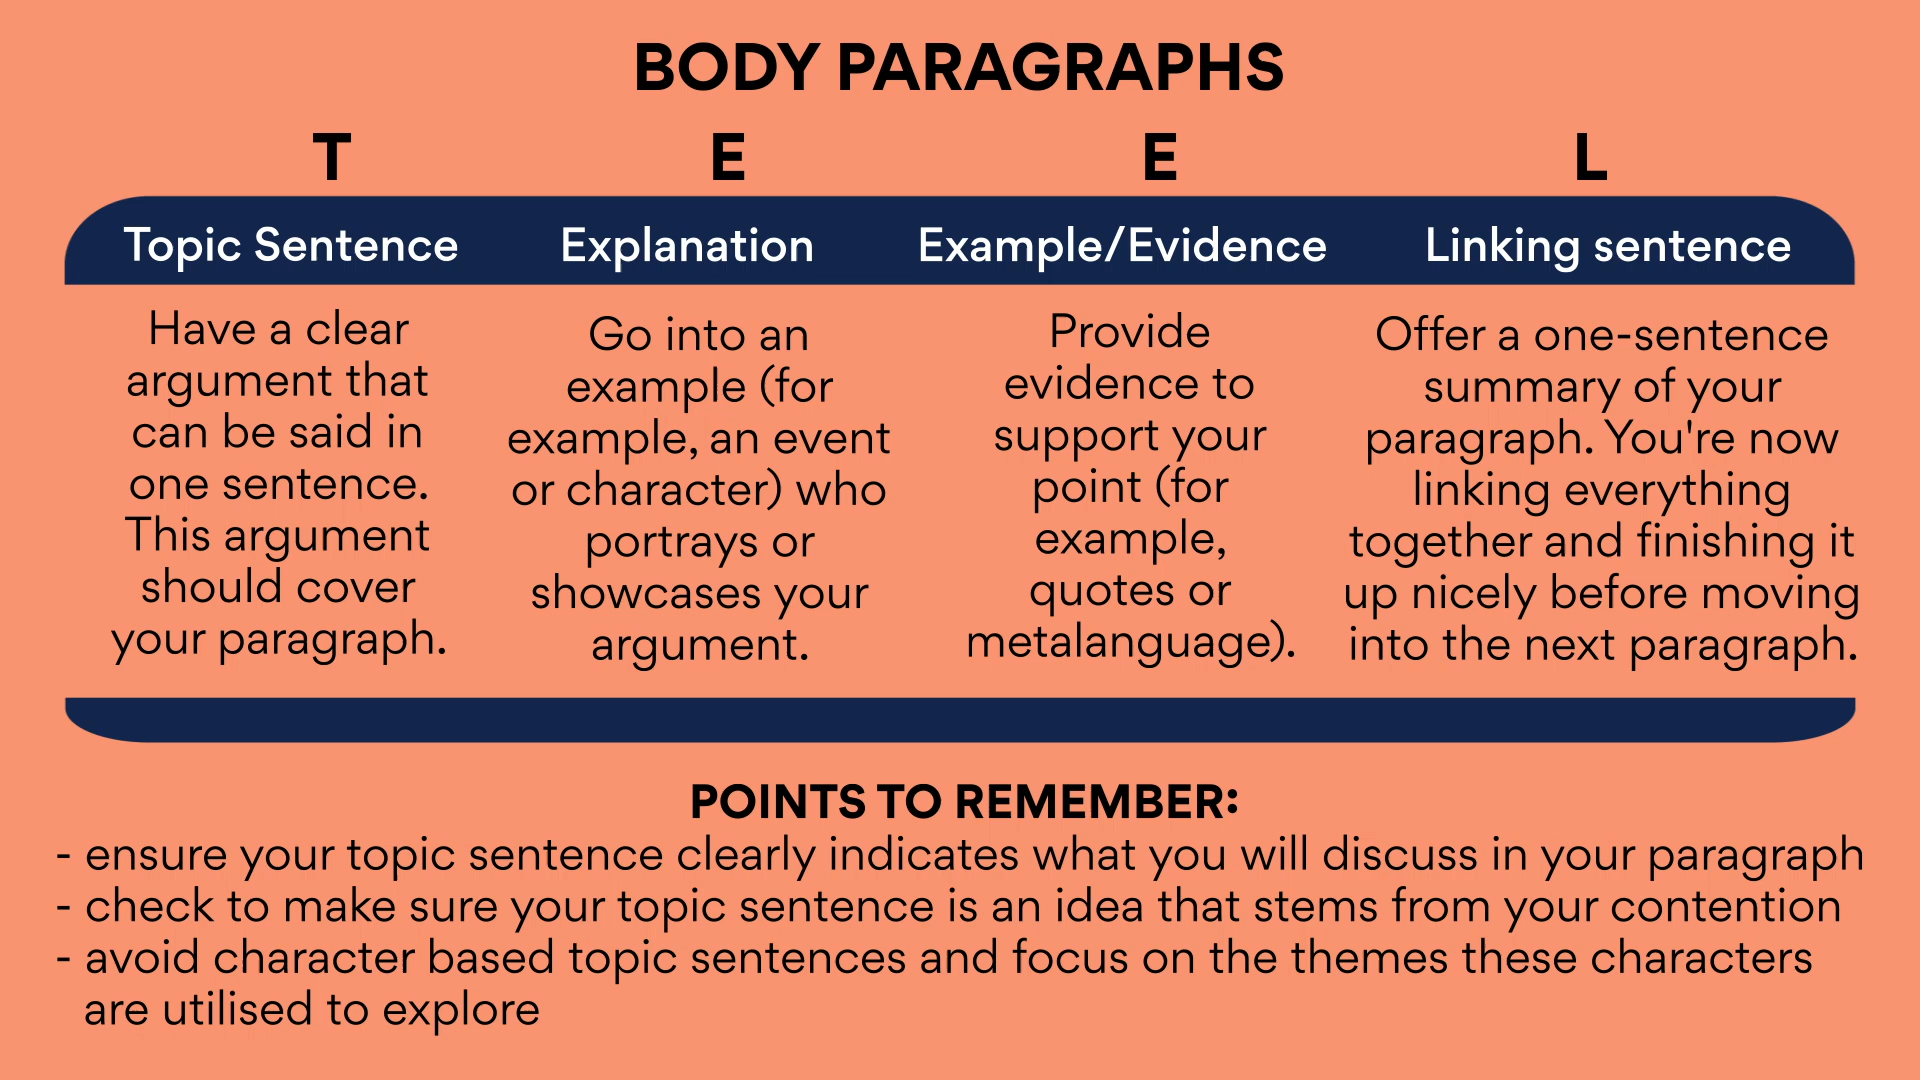 BODY PARAGRAPHS
T E E L
Topic Sentence Explanation Example/Evidence Linking sentence
Have a clear
argument that
can be said in
one sentence.
This argument
should cover
your paragraph.
Go into an
example (for
example, an event
or character) who
portrays or
showcases your
argument.
Provide
evidence to
support your
point (for
example,
quotes or
metalanguage).
Offer a one-sentence
summary of your
paragraph. You're now
linking everything
together and finishing it
up nicely before moving
into the next paragraph.
POINTS TO REMEMBER:
- ensure your topic sentence clearly indicates what you will discuss in your paragraph
- check to make sure your topic sentence is an idea that stems from your contention
- avoid character based topic sentences and focus on the themes these characters
are utilised to explore